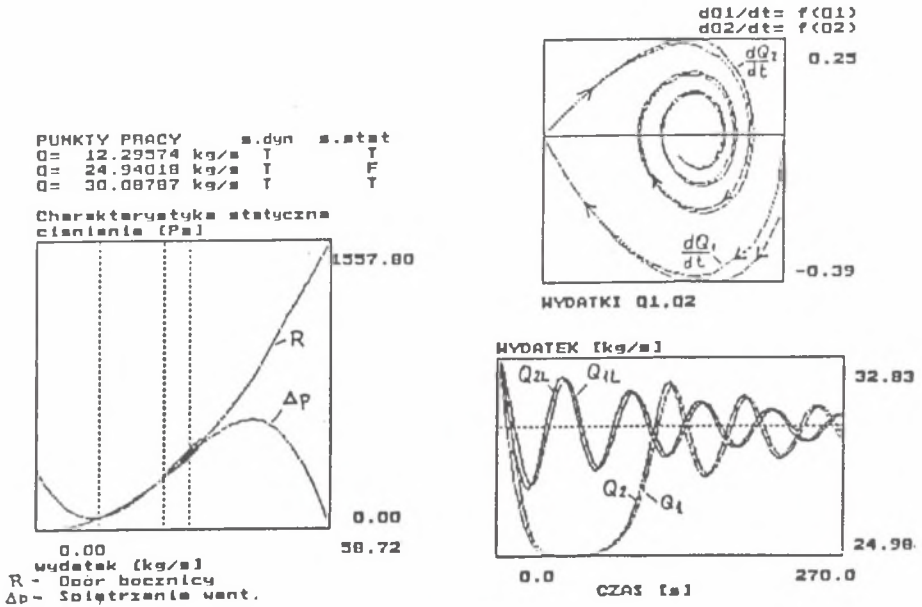 PUNKTY PRACY s.dyn s.stat
Q= 12.29574 kg/s T T
Q= 24.94018 kg/s T F
Q= 30.08787 kg/s T T
Charakterystyka statyczna
cisnienie [Pa]
1557.80
R
Δp
0.00
0.00 58.72
wydatek [kg/s]
R - Opór bocznicy
Δp - Spiętrzenie went.
dQ1/dt= f(Q1)
dQ2/dt= f(Q2)
0.25
dQ2/dt
dQ1/dt
-0.39
WYDATKI Q1,Q2
WYDATEK [kg/s]
32.83
Q2L Q1L
Q2 Q1
24.98
0.0 270.0
CZAS [s]